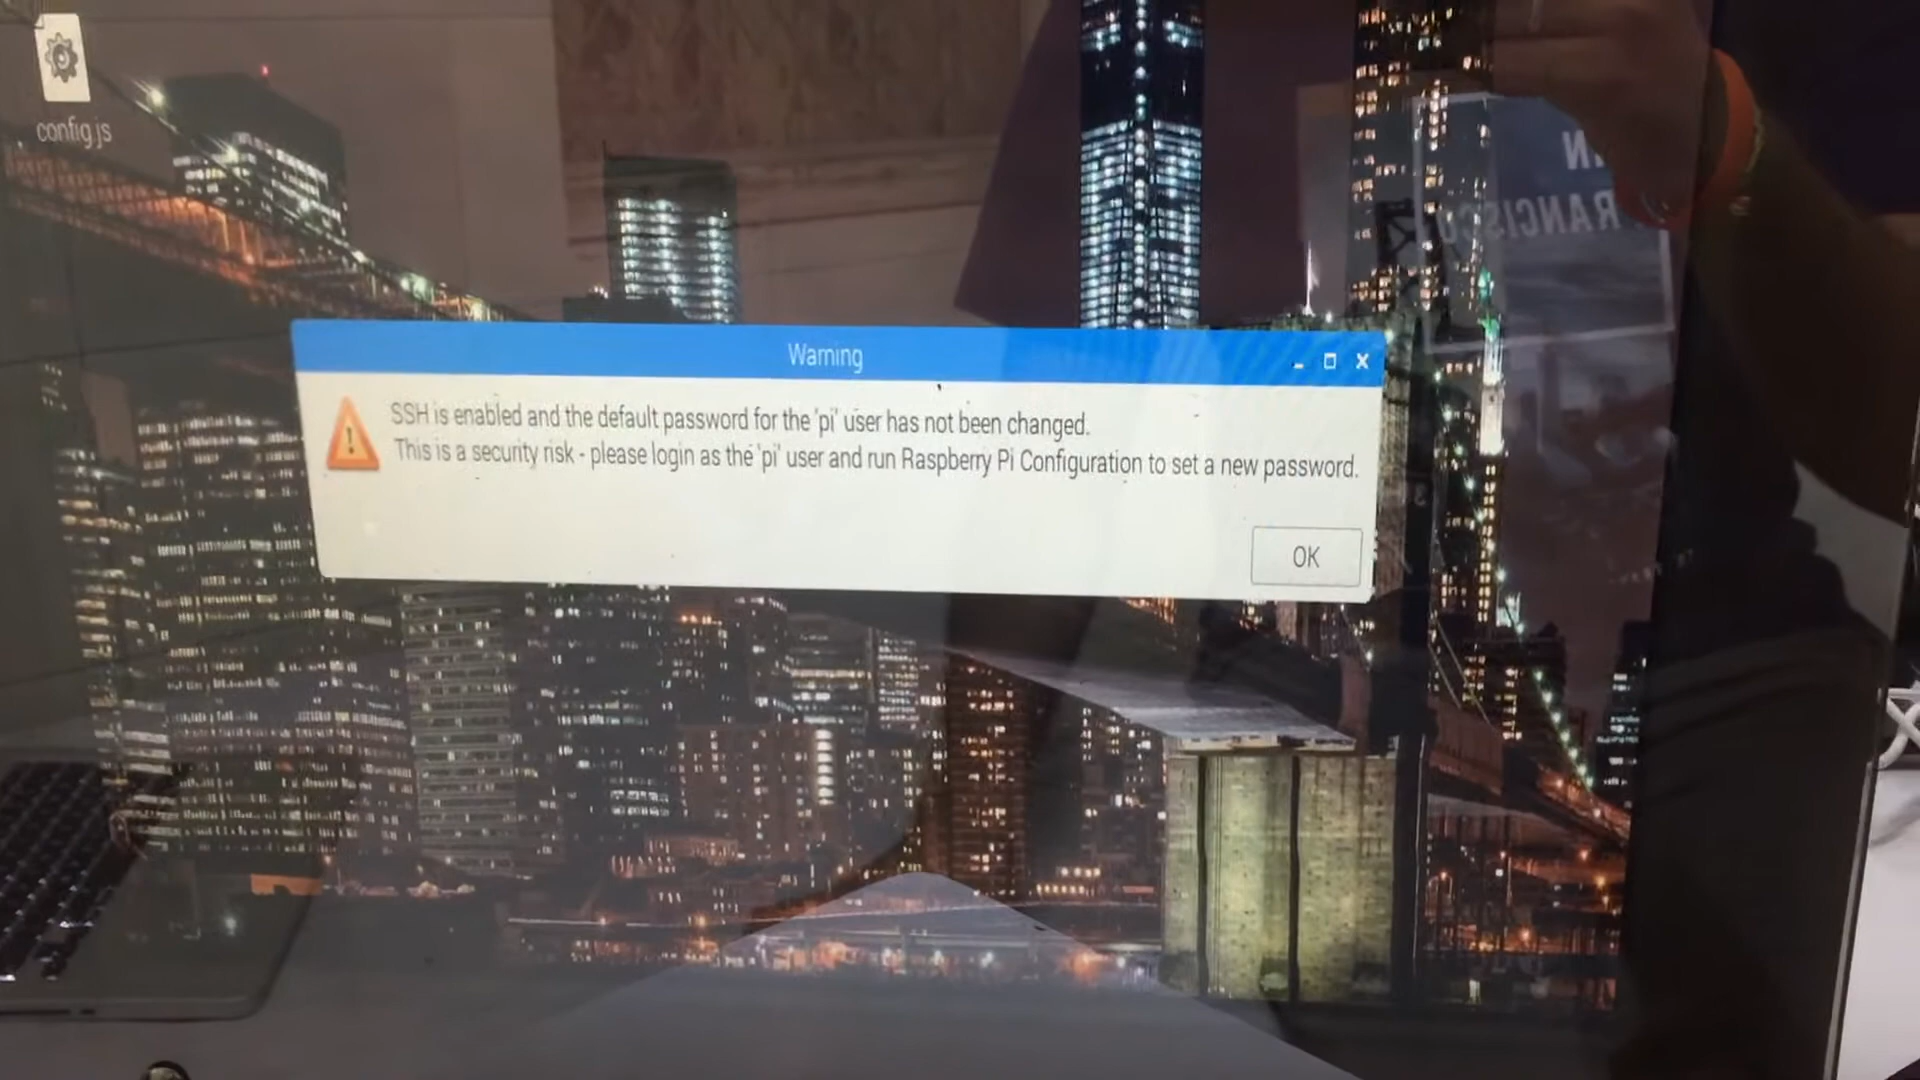 config.js
Warning
SSH is enabled and the default password for the 'pi' user has not been changed.
This is a security risk - please login as the 'pi' user and run Raspberry Pi Configuration to set a new password.
OK